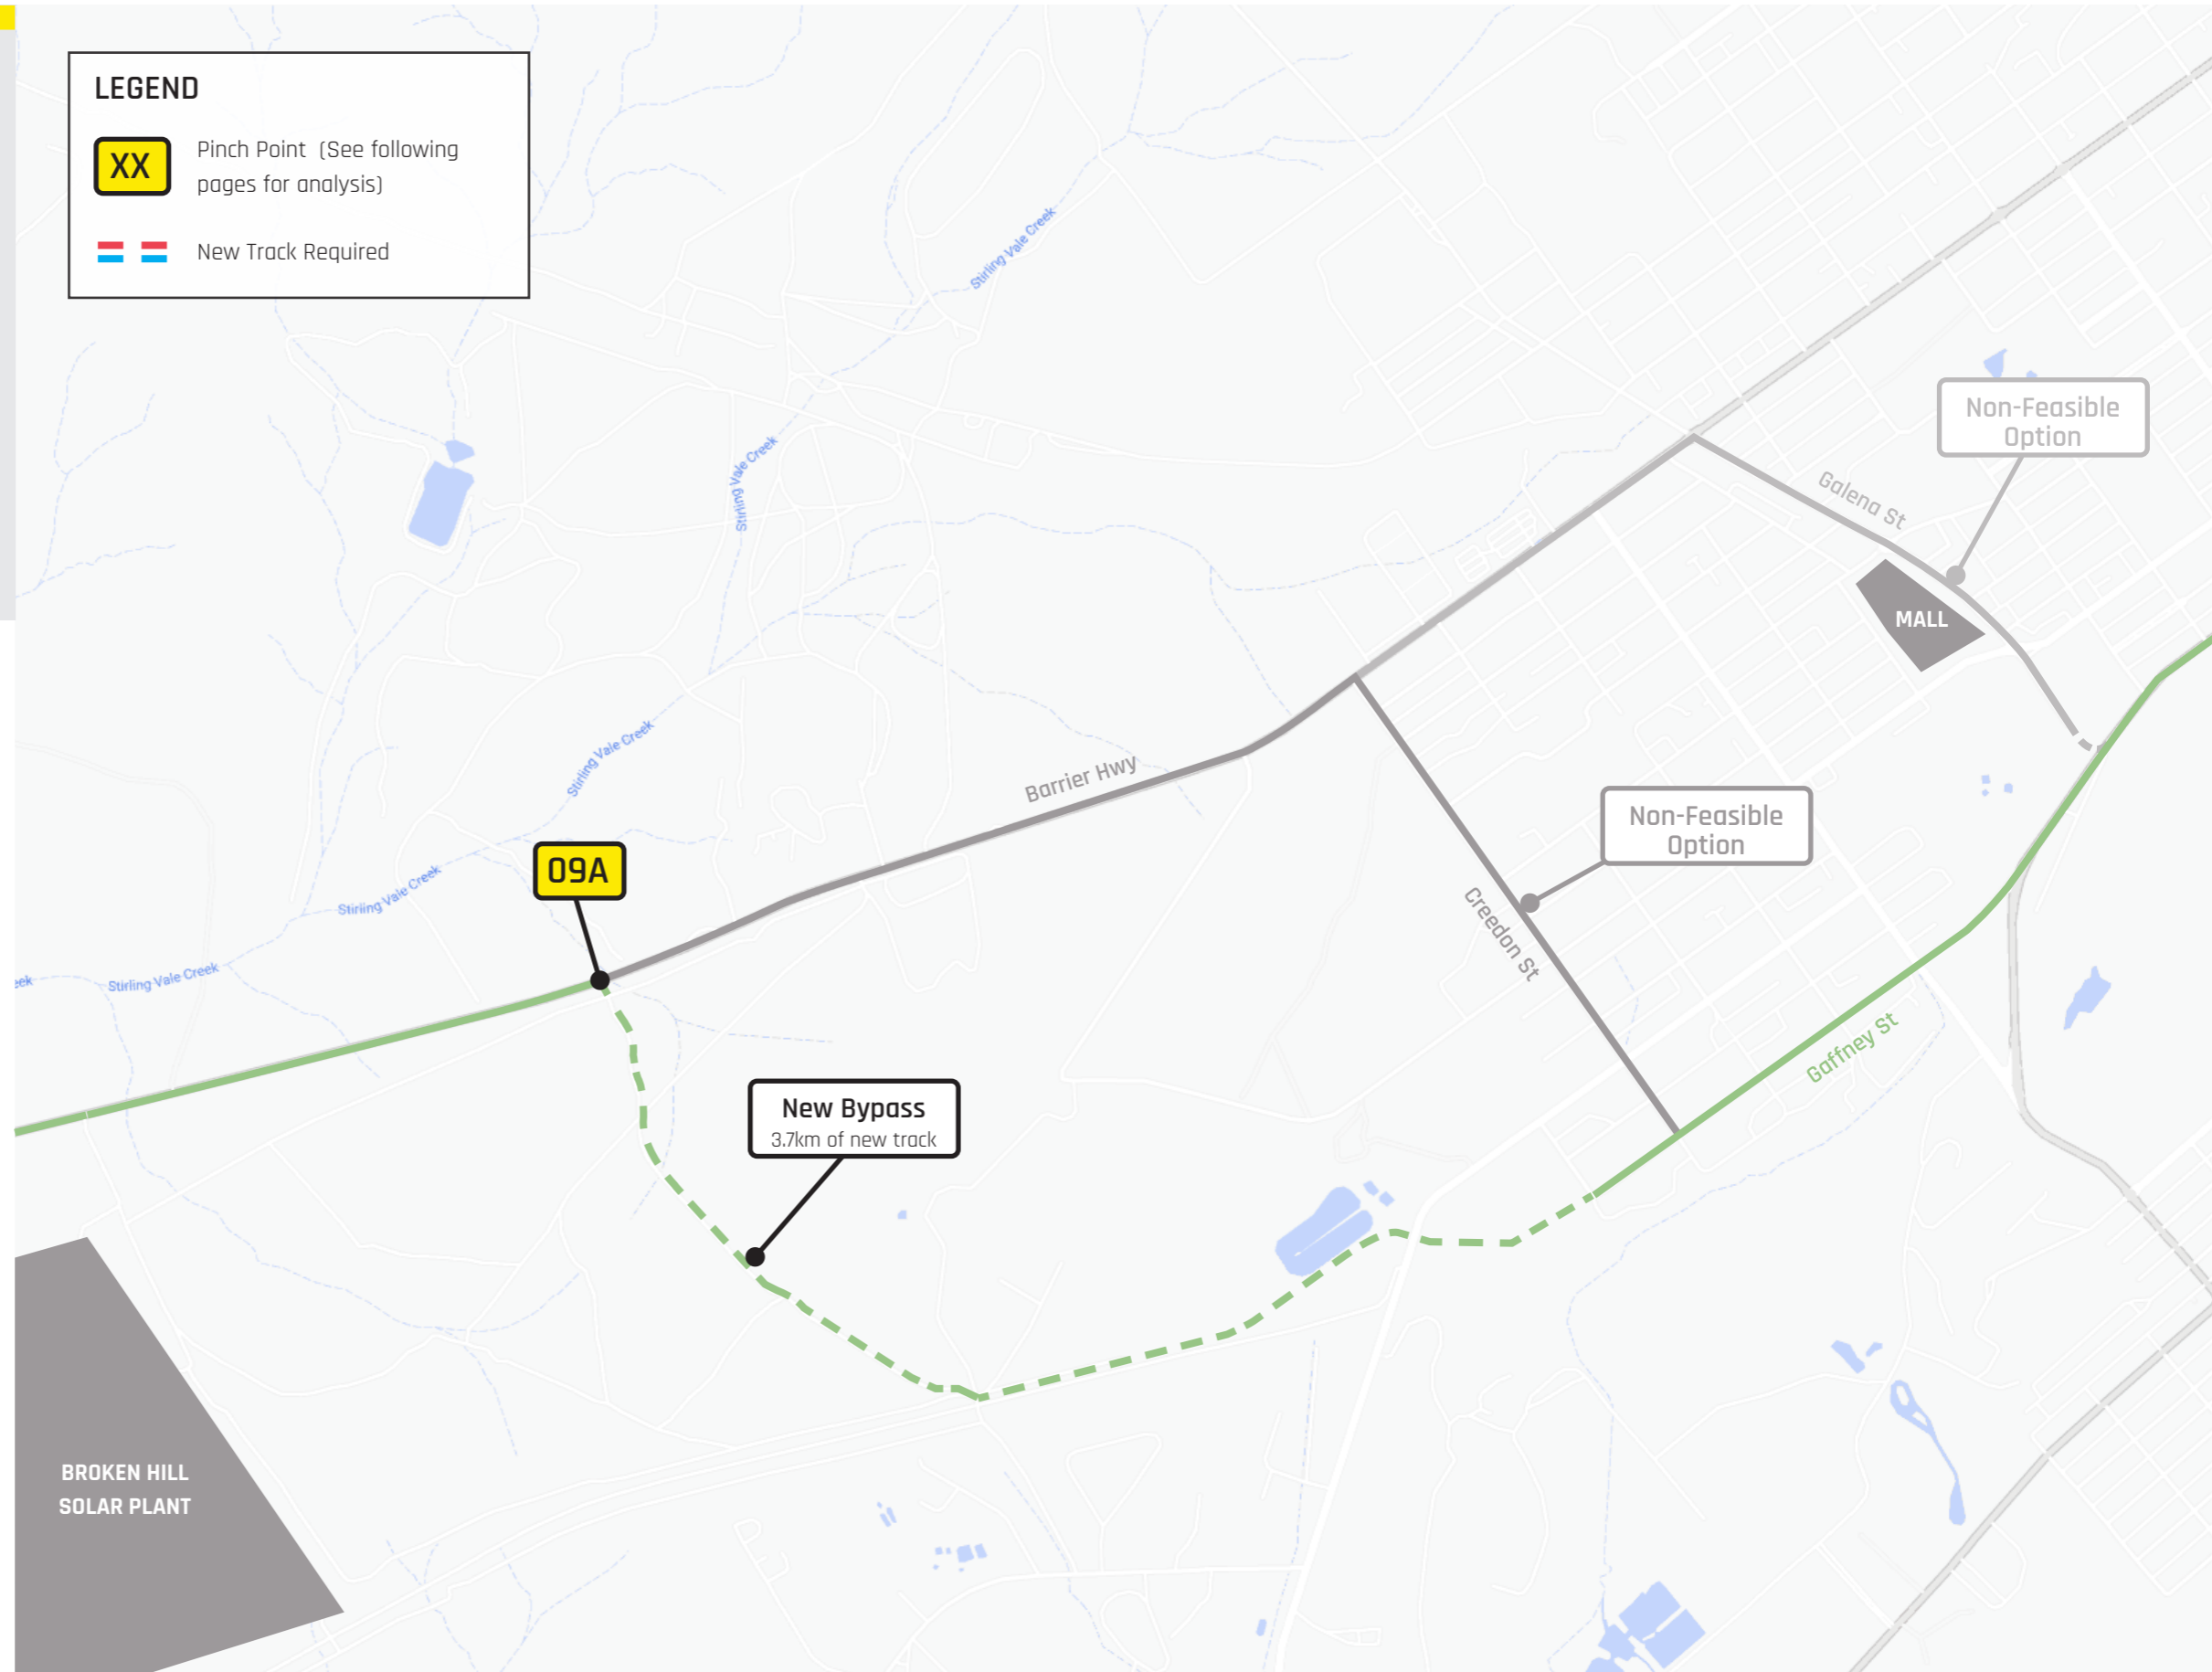 LEGEND
XX
Pinch Point (See following
pages for analysis)
New Track Required
Stirling Vale Creek
Non-Feasible
Option
Galena St
Stirling Vale Creek
MALL
Stirling Vale Creek
Barrier Hwy
Non-Feasible
Option
09A
Stirling Vale Creek
Creedon St
Stirling Vale Creek
eek
Gaffney St
New Bypass
3.7km of new track
BROKEN HILL
SOLAR PLANT